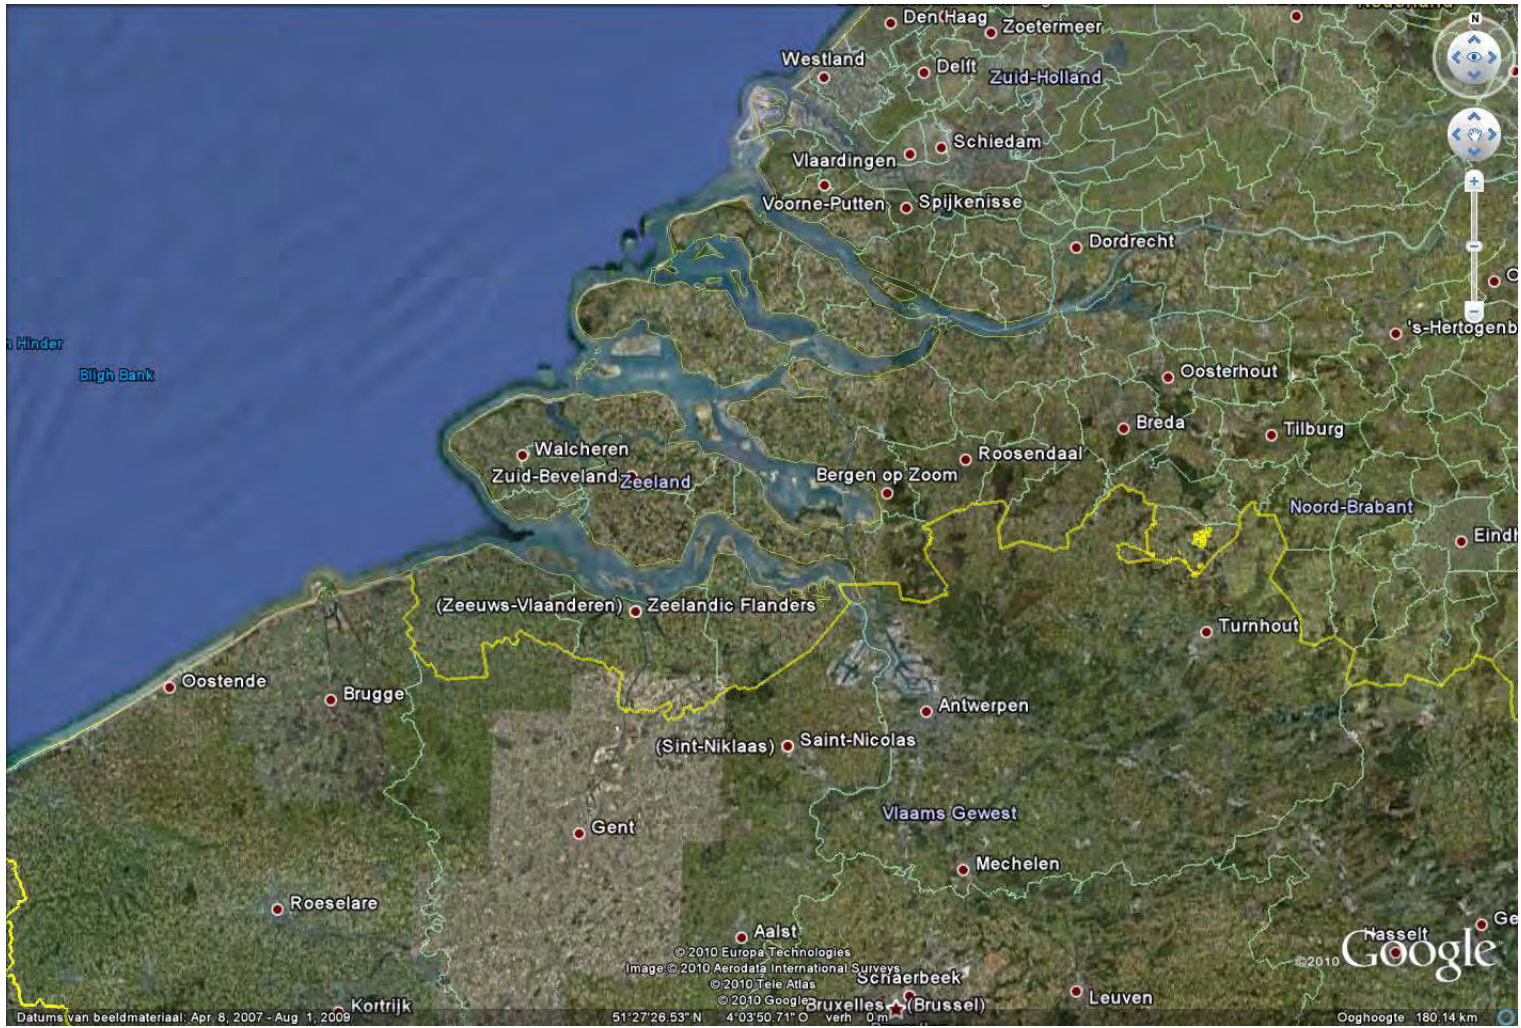 Nederland
Den Haag
Zoetermeer
N
Westland
Delft
Zuid-Holland
Schiedam
Vlaardingen
Voorne-Putten
Spijkenisse
Dordrecht
's-Hertogenb
n Hinder
Bligh Bank
Oosterhout
Breda
Tilburg
Walcheren
Roosendaal
Zuid-Beveland
Zeeland
Bergen op Zoom
Noord-Brabant
Eindh
(Zeeuws-Vlaanderen)
Zeelandic Flanders
Turnhout
Oostende
Brugge
Antwerpen
(Sint-Niklaas)
Saint-Nicolas
Vlaams Gewest
Gent
Mechelen
Roeselare
Ge
Aalst
Hasselt
© 2010 Europa Technologies
©2010 Google
Image © 2010 Aerodata International Surveys
© 2010 Tele Atlas
Schaerbeek
© 2010 Google
Bruxelles (Brussel)
Leuven
Kortrijk
Datums van beeldmateriaal: Apr. 8, 2007 - Aug 1, 2009
51°27'26.53" N 4°03'50.71" O verh 0 m
Ooghoogte 180.14 km